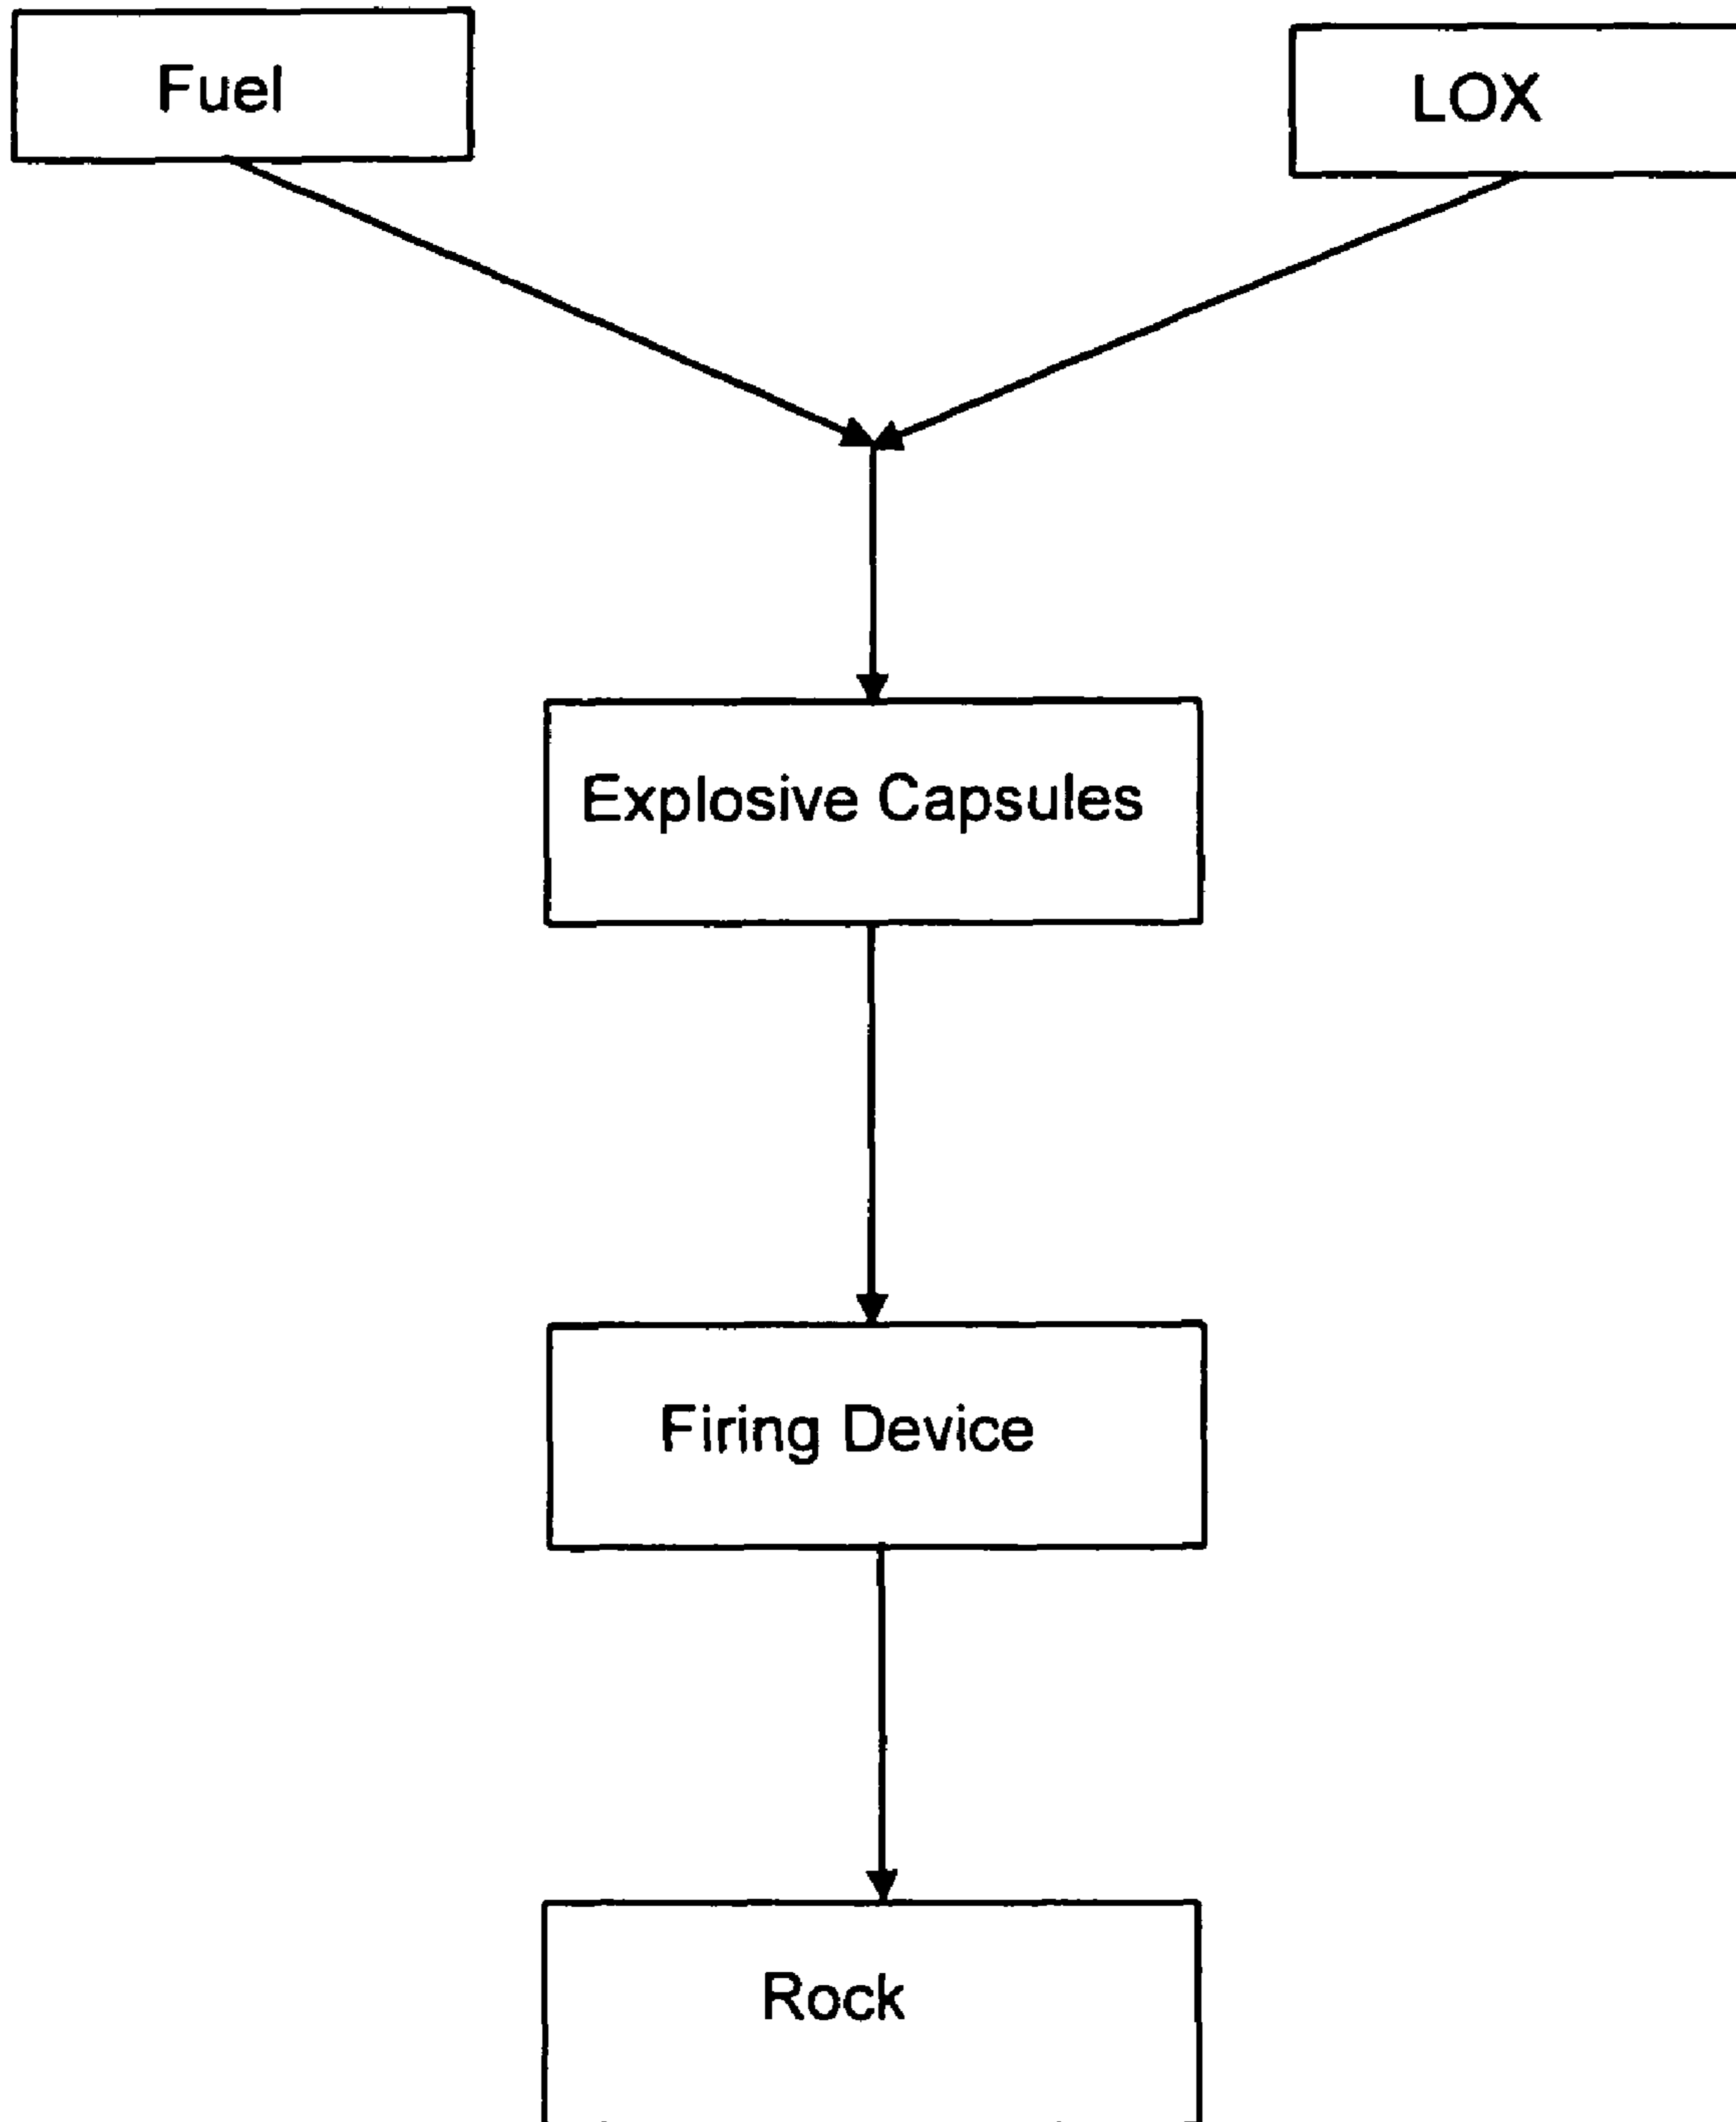 Fuel
LOX
Explosive Capsules
Firing Device
Rock